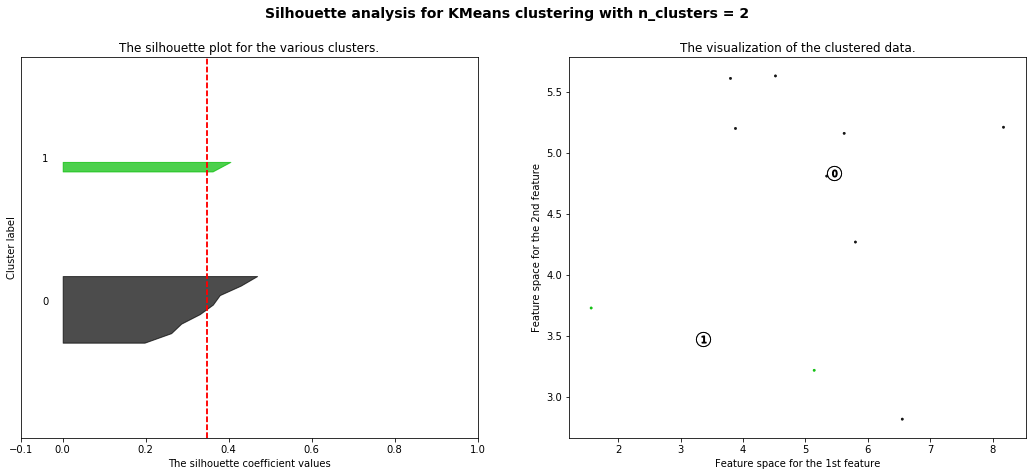 Silhouette analysis for KMeans clustering with n_clusters = 2
The silhouette plot for the various clusters.
Cluster label
1
0
−0.1 0.0 0.2 0.4 0.6 0.8 1.0
The silhouette coefficient values
The visualization of the clustered data.
Feature space for the 2nd feature
5.5
5.0
4.5
4.0
3.5
3.0
0
1
2 3 4 5 6 7 8
Feature space for the 1st feature